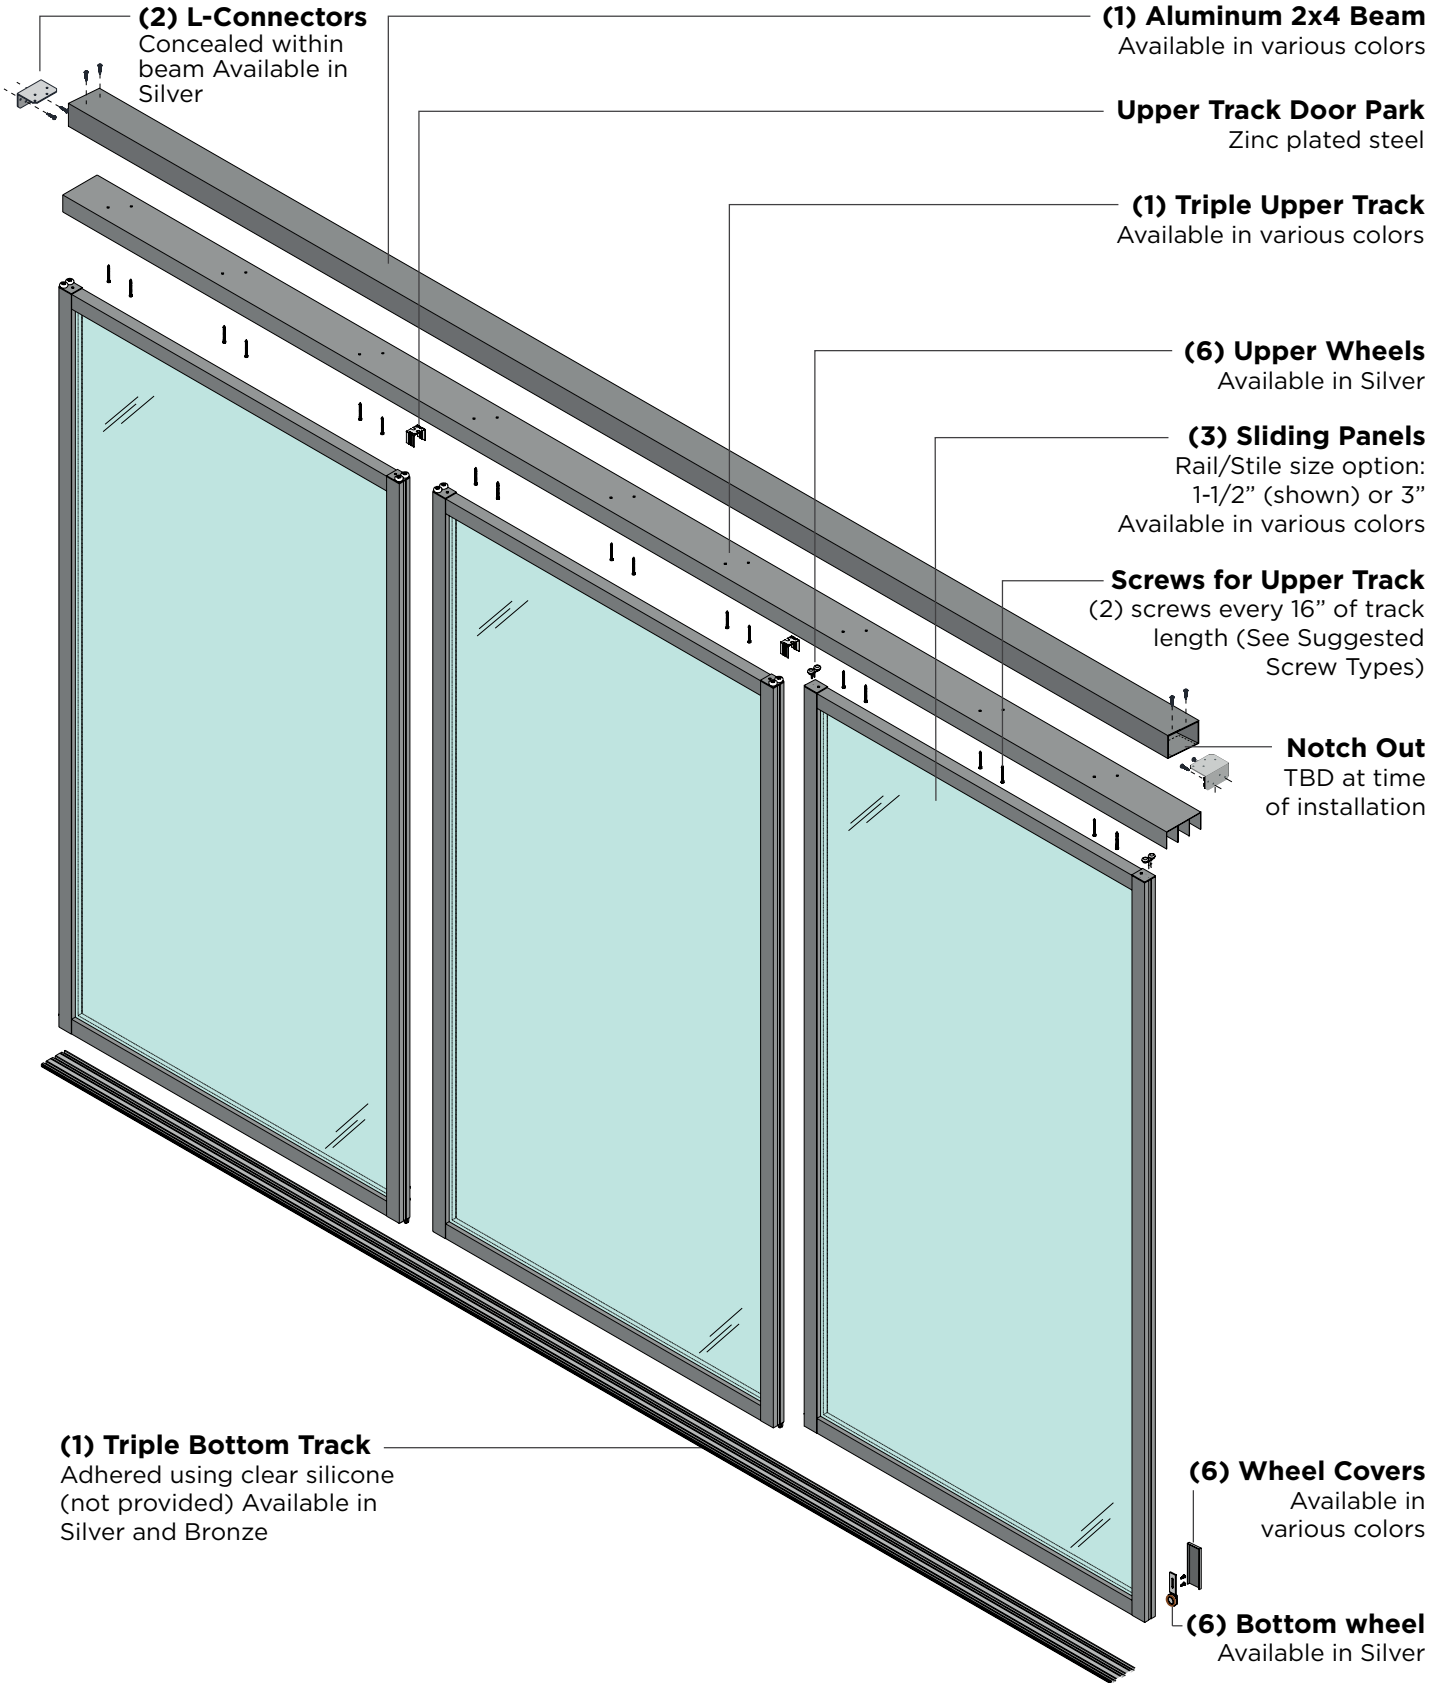 (2) L-Connectors
Concealed within
beam Available in
Silver
(1) Aluminum 2x4 Beam
Available in various colors
Upper Track Door Park
Zinc plated steel
(1) Triple Upper Track
Available in various colors
(6) Upper Wheels
Available in Silver
(3) Sliding Panels
Rail/Stile size option:
1-1/2” (shown) or 3”
Available in various colors
Screws for Upper Track
(2) screws every 16” of track
length (See Suggested
Screw Types)
Notch Out
TBD at time
of installation
(1) Triple Bottom Track
Adhered using clear silicone
(not provided) Available in
Silver and Bronze
(6) Wheel Covers
Available in
various colors
(6) Bottom wheel
Available in Silver